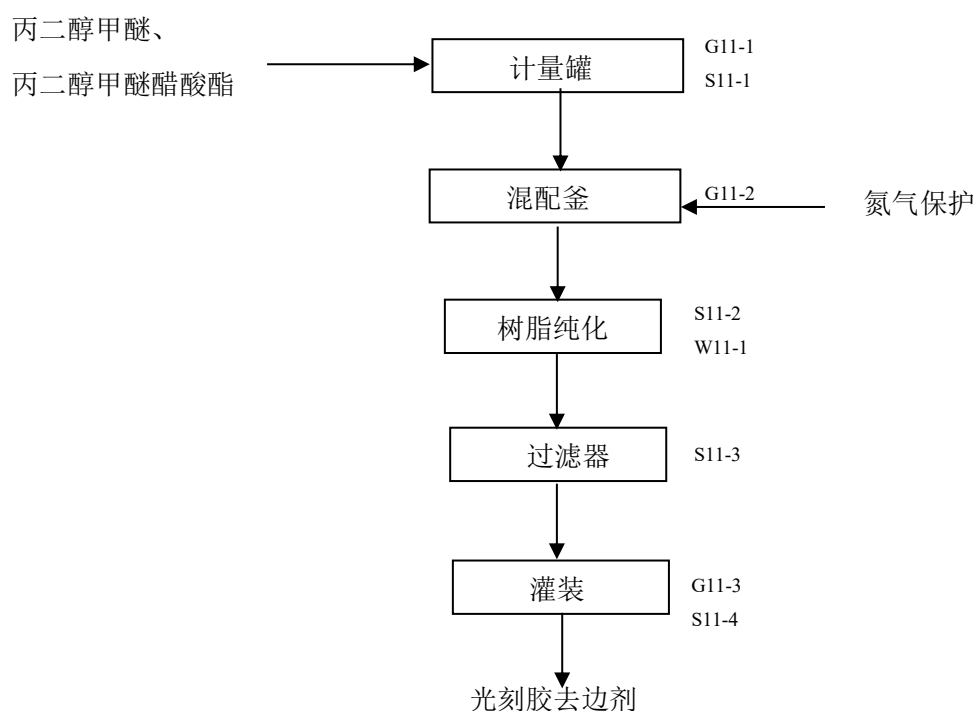 丙二醇甲醚、
丙二醇甲醚醋酸酯
计量罐
G11-1
S11-1
混配釜
G11-2
氮气保护
树脂纯化
S11-2
W11-1
过滤器
S11-3
灌装
G11-3
S11-4
光刻胶去边剂